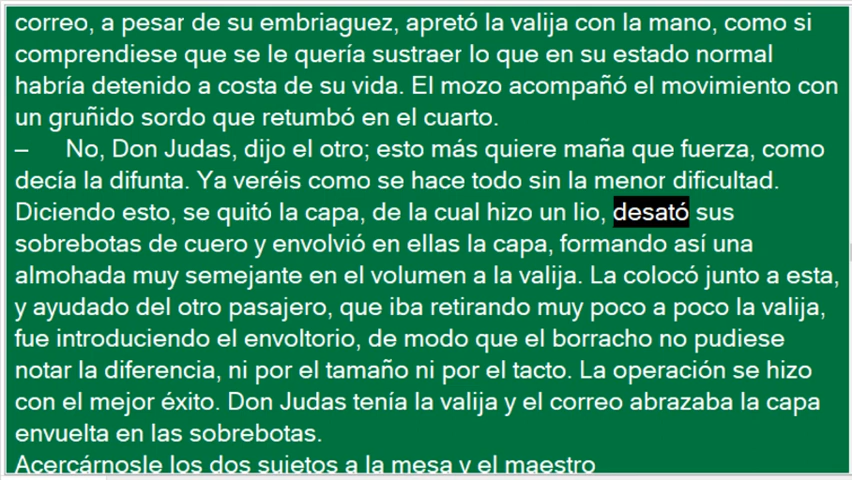 correo, a pesar de su embriaguez, apretó la valija con la mano, como si
comprendiese que se le quería sustraer lo que en su estado normal
habría detenido a costa de su vida. El mozo acompañó el movimiento con
un gruñido sordo que retumbó en el cuarto.
– No, Don Judas, dijo el otro; esto más quiere maña que fuerza, como
decía la difunta. Ya veréis como se hace todo sin la menor dificultad.
Diciendo esto, se quitó la capa, de la cual hizo un lio, desató sus
sobrebotas de cuero y envolvió en ellas la capa, formando así una
almohada muy semejante en el volumen a la valija. La colocó junto a esta,
y ayudado del otro pasajero, que iba retirando muy poco a poco la valija,
fue introduciendo el envoltorio, de modo que el borracho no pudiese
notar la diferencia, ni por el tamaño ni por el tacto. La operación se hizo
con el mejor éxito. Don Judas tenía la valija y el correo abrazaba la capa
envuelta en las sobrebotas.
Acercárnosle los dos sujetos a la mesa y el maestro